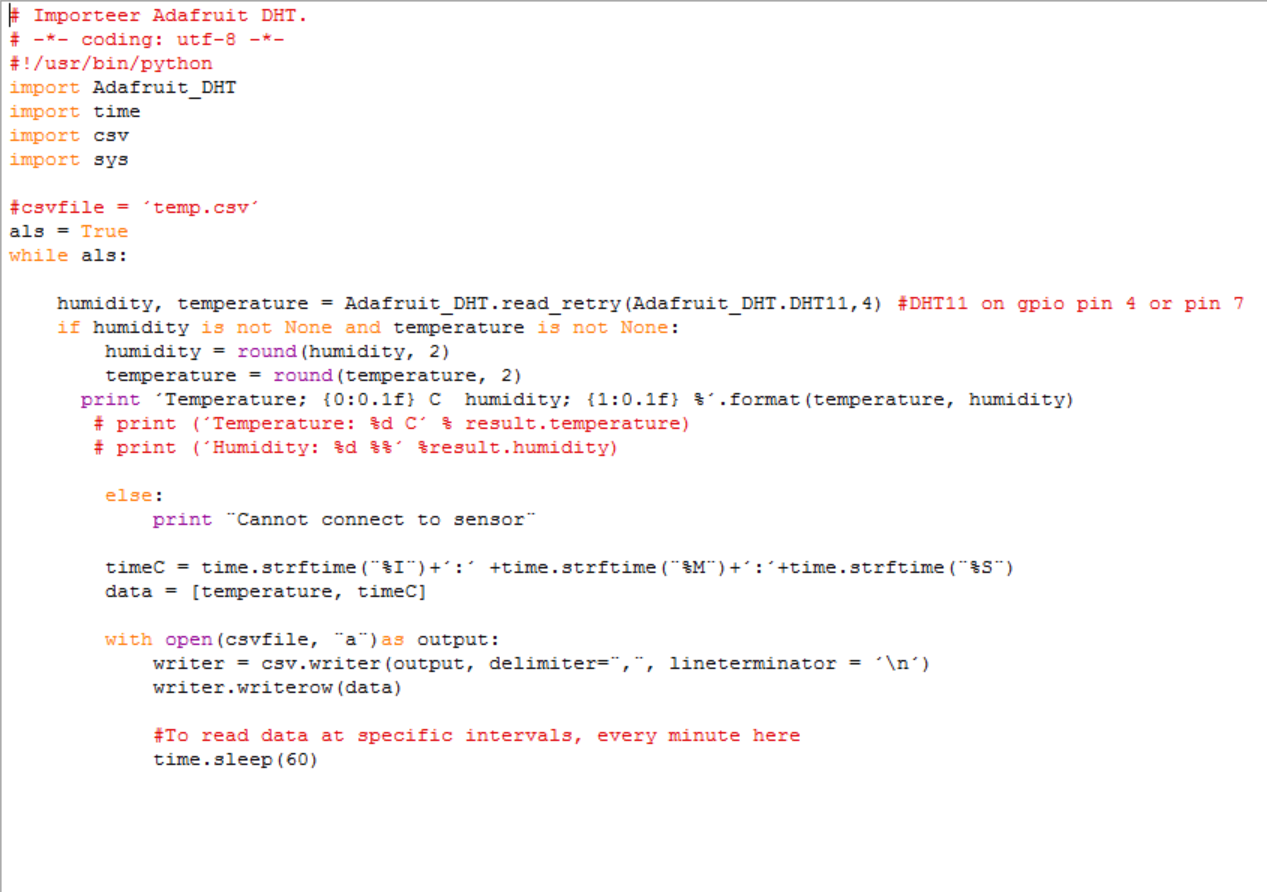 # Importeer Adafruit DHT.
# -*- coding: utf-8 -*-
#!/usr/bin/python
import Adafruit_DHT
import time
import csv
import sys

#csvfile = ´temp.csv´
als = True
while als:

    humidity, temperature = Adafruit_DHT.read_retry(Adafruit_DHT.DHT11,4) #DHT11 on gpio pin 4 or pin 7
    if humidity is not None and temperature is not None:
        humidity = round(humidity, 2)
        temperature = round(temperature, 2)
      print ´Temperature; {0:0.1f} C  humidity; {1:0.1f} %´.format(temperature, humidity)
       # print (´Temperature: %d C´ % result.temperature)
       # print (´Humidity: %d %%´ %result.humidity)

        else:
            print ¨Cannot connect to sensor¨

        timeC = time.strftime(¨%I¨)+´:´ +time.strftime(¨%M¨)+´:´+time.strftime(¨%S¨)
        data = [temperature, timeC]

        with open(csvfile, ¨a¨)as output:
            writer = csv.writer(output, delimiter=¨,¨, lineterminator = ´\n´)
            writer.writerow(data)

            #To read data at specific intervals, every minute here
            time.sleep(60)